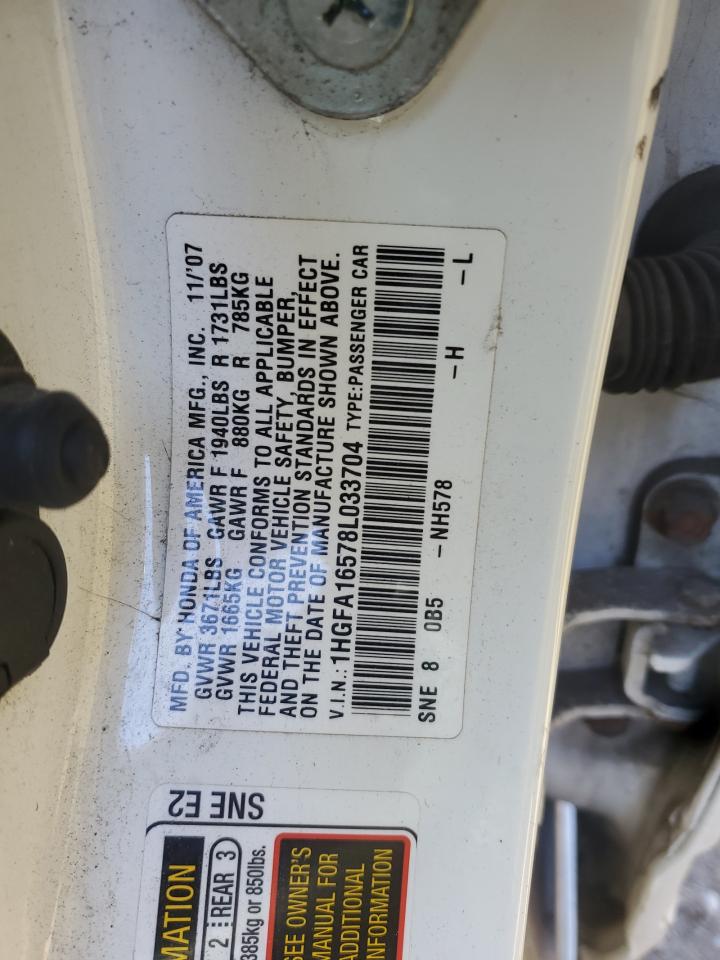 MFD. BY HONDA OF AMERICA MFG., INC. 11/'07
GVWR 3671LBS GAWR F 1940LBS R 1731LBS
GVWR 1665KG GAWR F 880KG R 785KG
THIS VEHICLE CONFORMS TO ALL APPLICABLE
FEDERAL MOTOR VEHICLE SAFETY, BUMPER,
AND THEFT PREVENTION STANDARDS IN EFFECT
ON THE DATE OF MANUFACTURE SHOWN ABOVE.
V.I.N.: 1HGFA16578L033704 TYPE:PASSENGER CAR
SNE 8 0B5 -NH578 -H -L
SNE E2
MATION
2 REAR 3
385kg or 850lbs.
SEE OWNER'S
MANUAL FOR
ADDITIONAL
INFORMATION